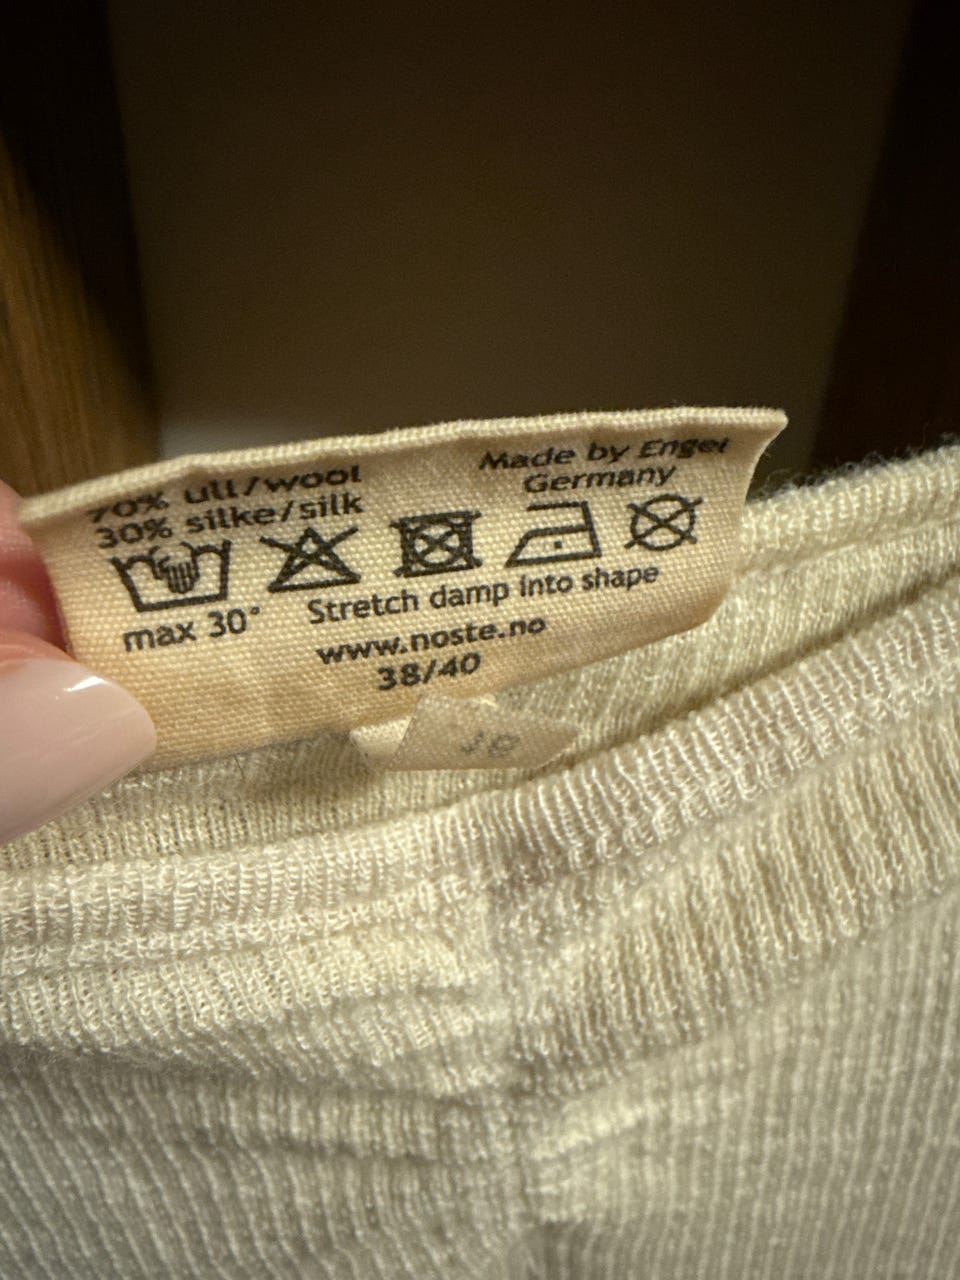 70% ull/wool
30% silke/silk
Made by Engel
Germany
max 30°
Stretch damp into shape
www.noste.no
38/40